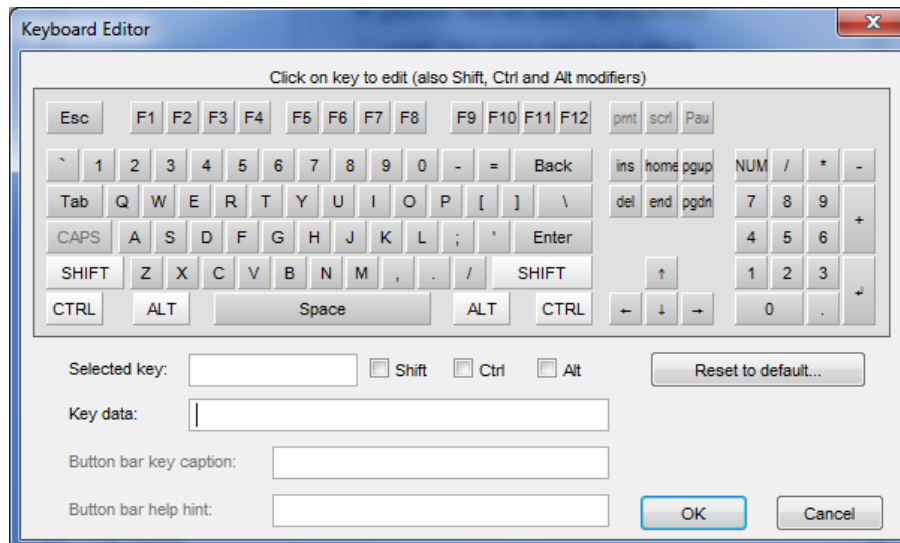 Keyboard Editor
X
Click on key to edit (also Shift, Ctrl and Alt modifiers)
Esc F1 F2 F3 F4 F5 F6 F7 F8 F9 F10 F11 F12 prnt scrl Pau
` 1 2 3 4 5 6 7 8 9 0 - = Back ins home pgup NUM / * -
Tab Q W E R T Y U I O P [ ] \ del end pgdn 7 8 9 +
CAPS A S D F G H J K L ; ' Enter 4 5 6
SHIFT Z X C V B N M , . / SHIFT ↑ 1 2 3 ↵
CTRL ALT Space ALT CTRL ← ↓ → 0 .
Selected key: Shift Ctrl Alt Reset to default...
Key data:
Button bar key caption:
Button bar help hint: OK Cancel